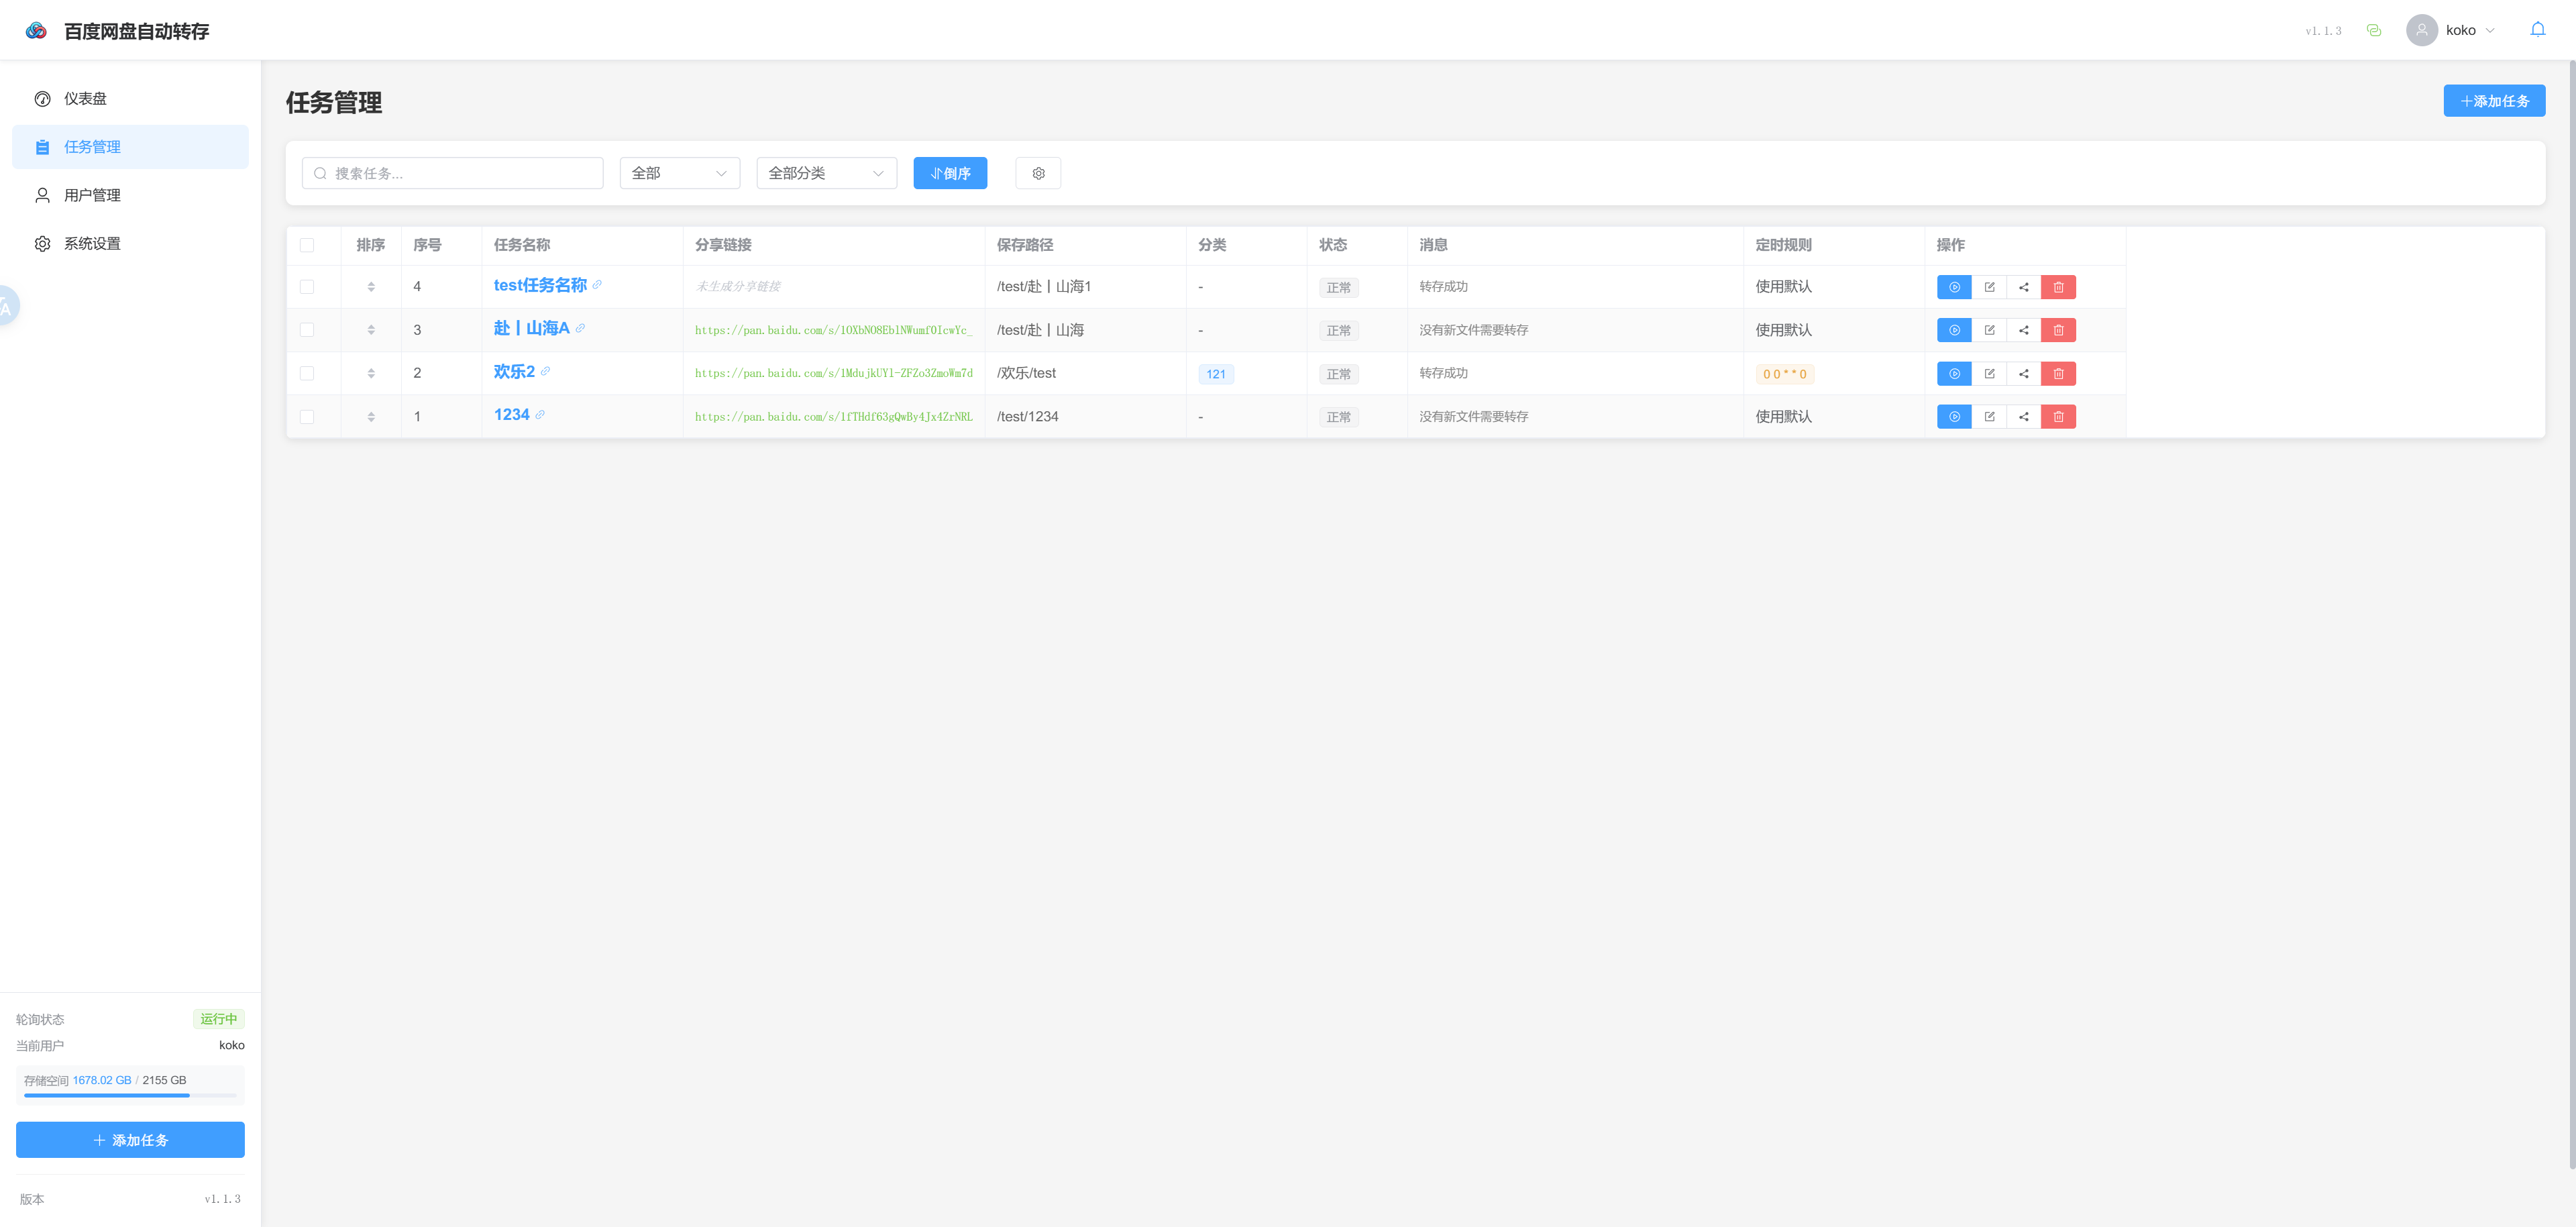 百度网盘自动转存
v1.1.3
koko
仪表盘
任务管理
用户管理
系统设置
任务管理
添加任务
搜索任务...
全部
全部分类
倒序
排序 序号 任务名称 分享链接 保存路径 分类 状态 消息 定时规则 操作
4 test任务名称 未生成分享链接 /test/赴丨山海1 - 正常 转存成功 使用默认
3 赴丨山海A https://pan.baidu.com/s/1OXbNO8EblNWumfOIcwYc_ /test/赴丨山海 - 正常 没有新文件需要转存 使用默认
2 欢乐2 https://pan.baidu.com/s/1MdujkUYl-ZFZo3ZmoWm7d /欢乐/test 121 正常 转存成功 0 0 * * 0
1 1234 https://pan.baidu.com/s/1fTHdf63gQwBy4Jx4ZrNRL /test/1234 - 正常 没有新文件需要转存 使用默认
轮询状态 运行中
当前用户 koko
存储空间 1678.02 GB / 2155 GB
添加任务
版本 v1.1.3